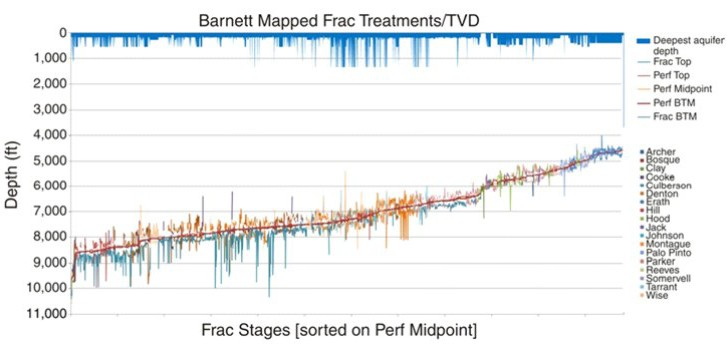 Barnett Mapped Frac Treatments/TVD
0
1,000
2,000
3,000
4,000
5,000
6,000
7,000
8,000
9,000
10,000
11,000
Depth (ft)
Frac Stages [sorted on Perf Midpoint]
Deepest aquifer
depth
Frac Top
Perf Top
Perf Midpoint
Perf BTM
Frac BTM
Archer
Bosque
Clay
Cooke
Culberson
Denton
Erath
Hill
Hood
Jack
Johnson
Montague
Palo Pinto
Parker
Reeves
Somervell
Tarrant
Wise